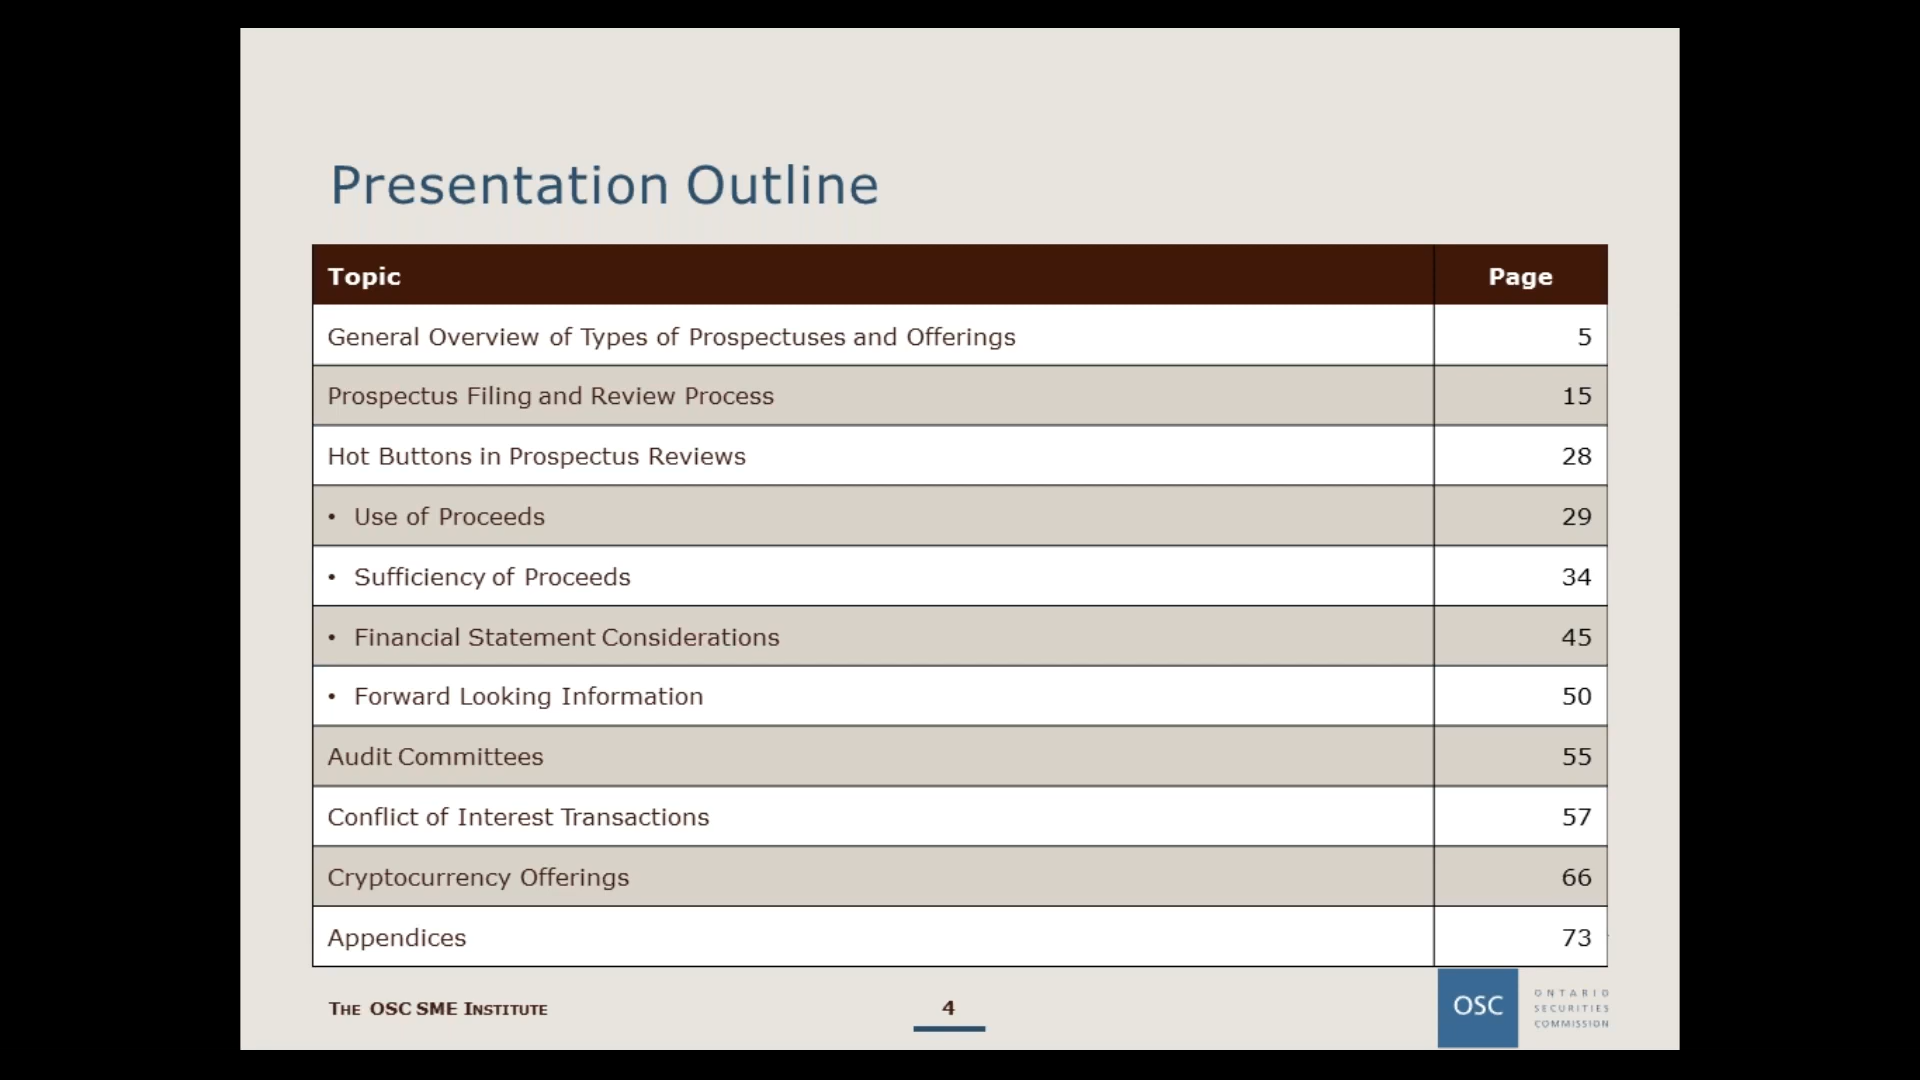 Presentation Outline
Topic Page
General Overview of Types of Prospectuses and Offerings 5
Prospectus Filing and Review Process 15
Hot Buttons in Prospectus Reviews 28
• Use of Proceeds 29
• Sufficiency of Proceeds 34
• Financial Statement Considerations 45
• Forward Looking Information 50
Audit Committees 55
Conflict of Interest Transactions 57
Cryptocurrency Offerings 66
Appendices 73
THE OSC SME INSTITUTE
4
OSC
ONTARIO
SECURITIES
COMMISSION